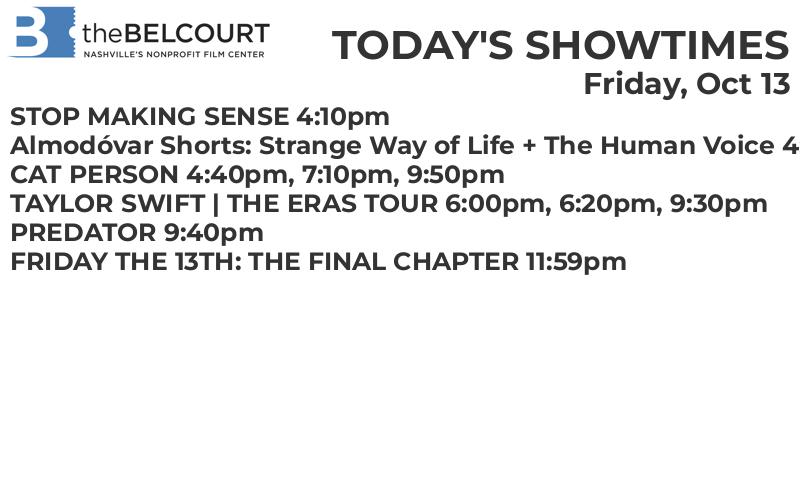 B theBELCOURT
NASHVILLE'S NONPROFIT FILM CENTER
TODAY'S SHOWTIMES
Friday, Oct 13
STOP MAKING SENSE 4:10pm
Almodóvar Shorts: Strange Way of Life + The Human Voice 4
CAT PERSON 4:40pm, 7:10pm, 9:50pm
TAYLOR SWIFT | THE ERAS TOUR 6:00pm, 6:20pm, 9:30pm
PREDATOR 9:40pm
FRIDAY THE 13TH: THE FINAL CHAPTER 11:59pm